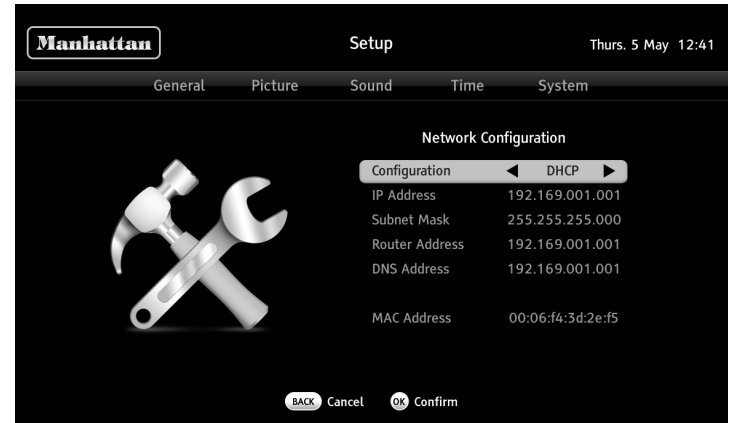 Manhattan Setup Thurs. 5 May 12:41
General Picture Sound Time System
Network Configuration
Configuration DHCP
IP Address 192.169.001.001
Subnet Mask 255.255.255.000
Router Address 192.169.001.001
DNS Address 192.169.001.001
MAC Address 00:06:f4:3d:2e:f5
BACK Cancel OK Confirm